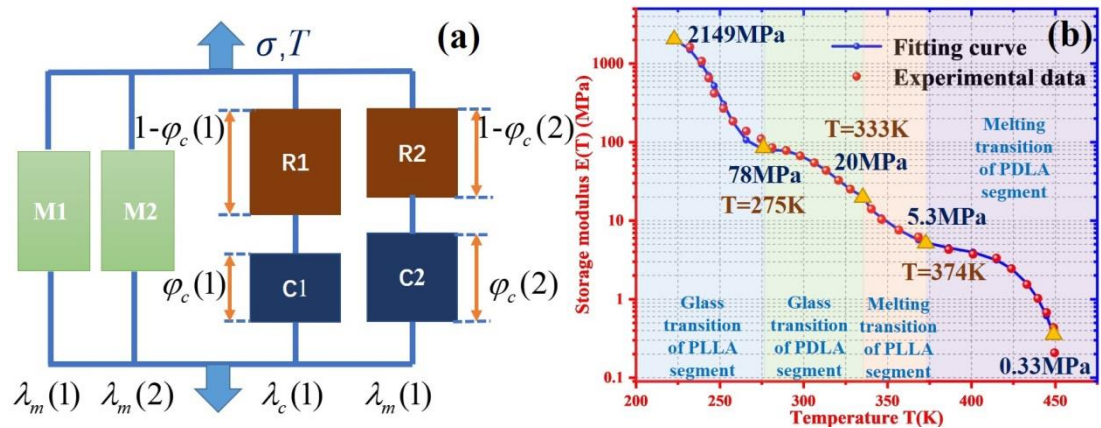 (a)
σ,T
1-φc(1)
R1
R2
1-φc(2)
M1
M2
φc(1)
C1
C2
φc(2)
λm(1)
λm(2)
λc(1)
λm(1)
(b)
Storage modulus E(T) (MPa)
1000
100
10
1
0.1
2149MPa
Fitting curve
Experimental data
T=333K
20MPa
78MPa
T=275K
5.3MPa
T=374K
Melting
transition
of PDLA
segment
Glass
transition
of PLLA
segment
Glass
transition
of PDLA
segment
Melting
transition
of PLLA
segment
0.33MPa
200
250
300
350
400
450
Temperature T(K)